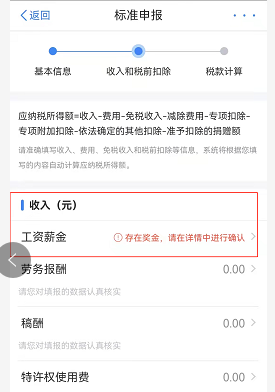 返回 标准申报 ···
基本信息 收入和税前扣除 税款计算
应纳税所得额=收入-费用-免税收入-减除费用-专项扣除-
专项附加扣除-依法确定的其他扣除-准予扣除的捐赠额
请准确填写收入、费用、免税收入和税前扣除等信息，系统将根据您填
写的内容自动计算应纳税所得额。
收入（元）
工资薪金 存在奖金，请在详情中进行确认
劳务报酬 0.00
请您对填报的数据认真核实
稿酬 0.00
请您对填报的数据认真核实
特许权使用费 0.00